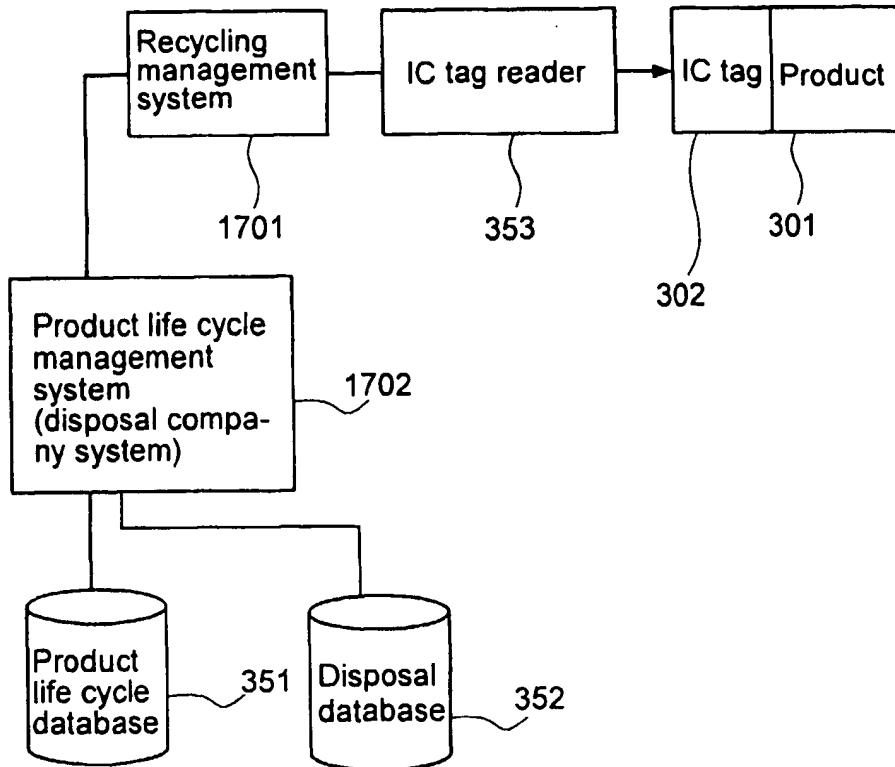 Recycling
management
system
IC tag reader
IC tag
Product
1701
353
302
301
Product life cycle
management
system
(disposal compa-
ny system)
1702
Product
life cycle
database
351
Disposal
database
352